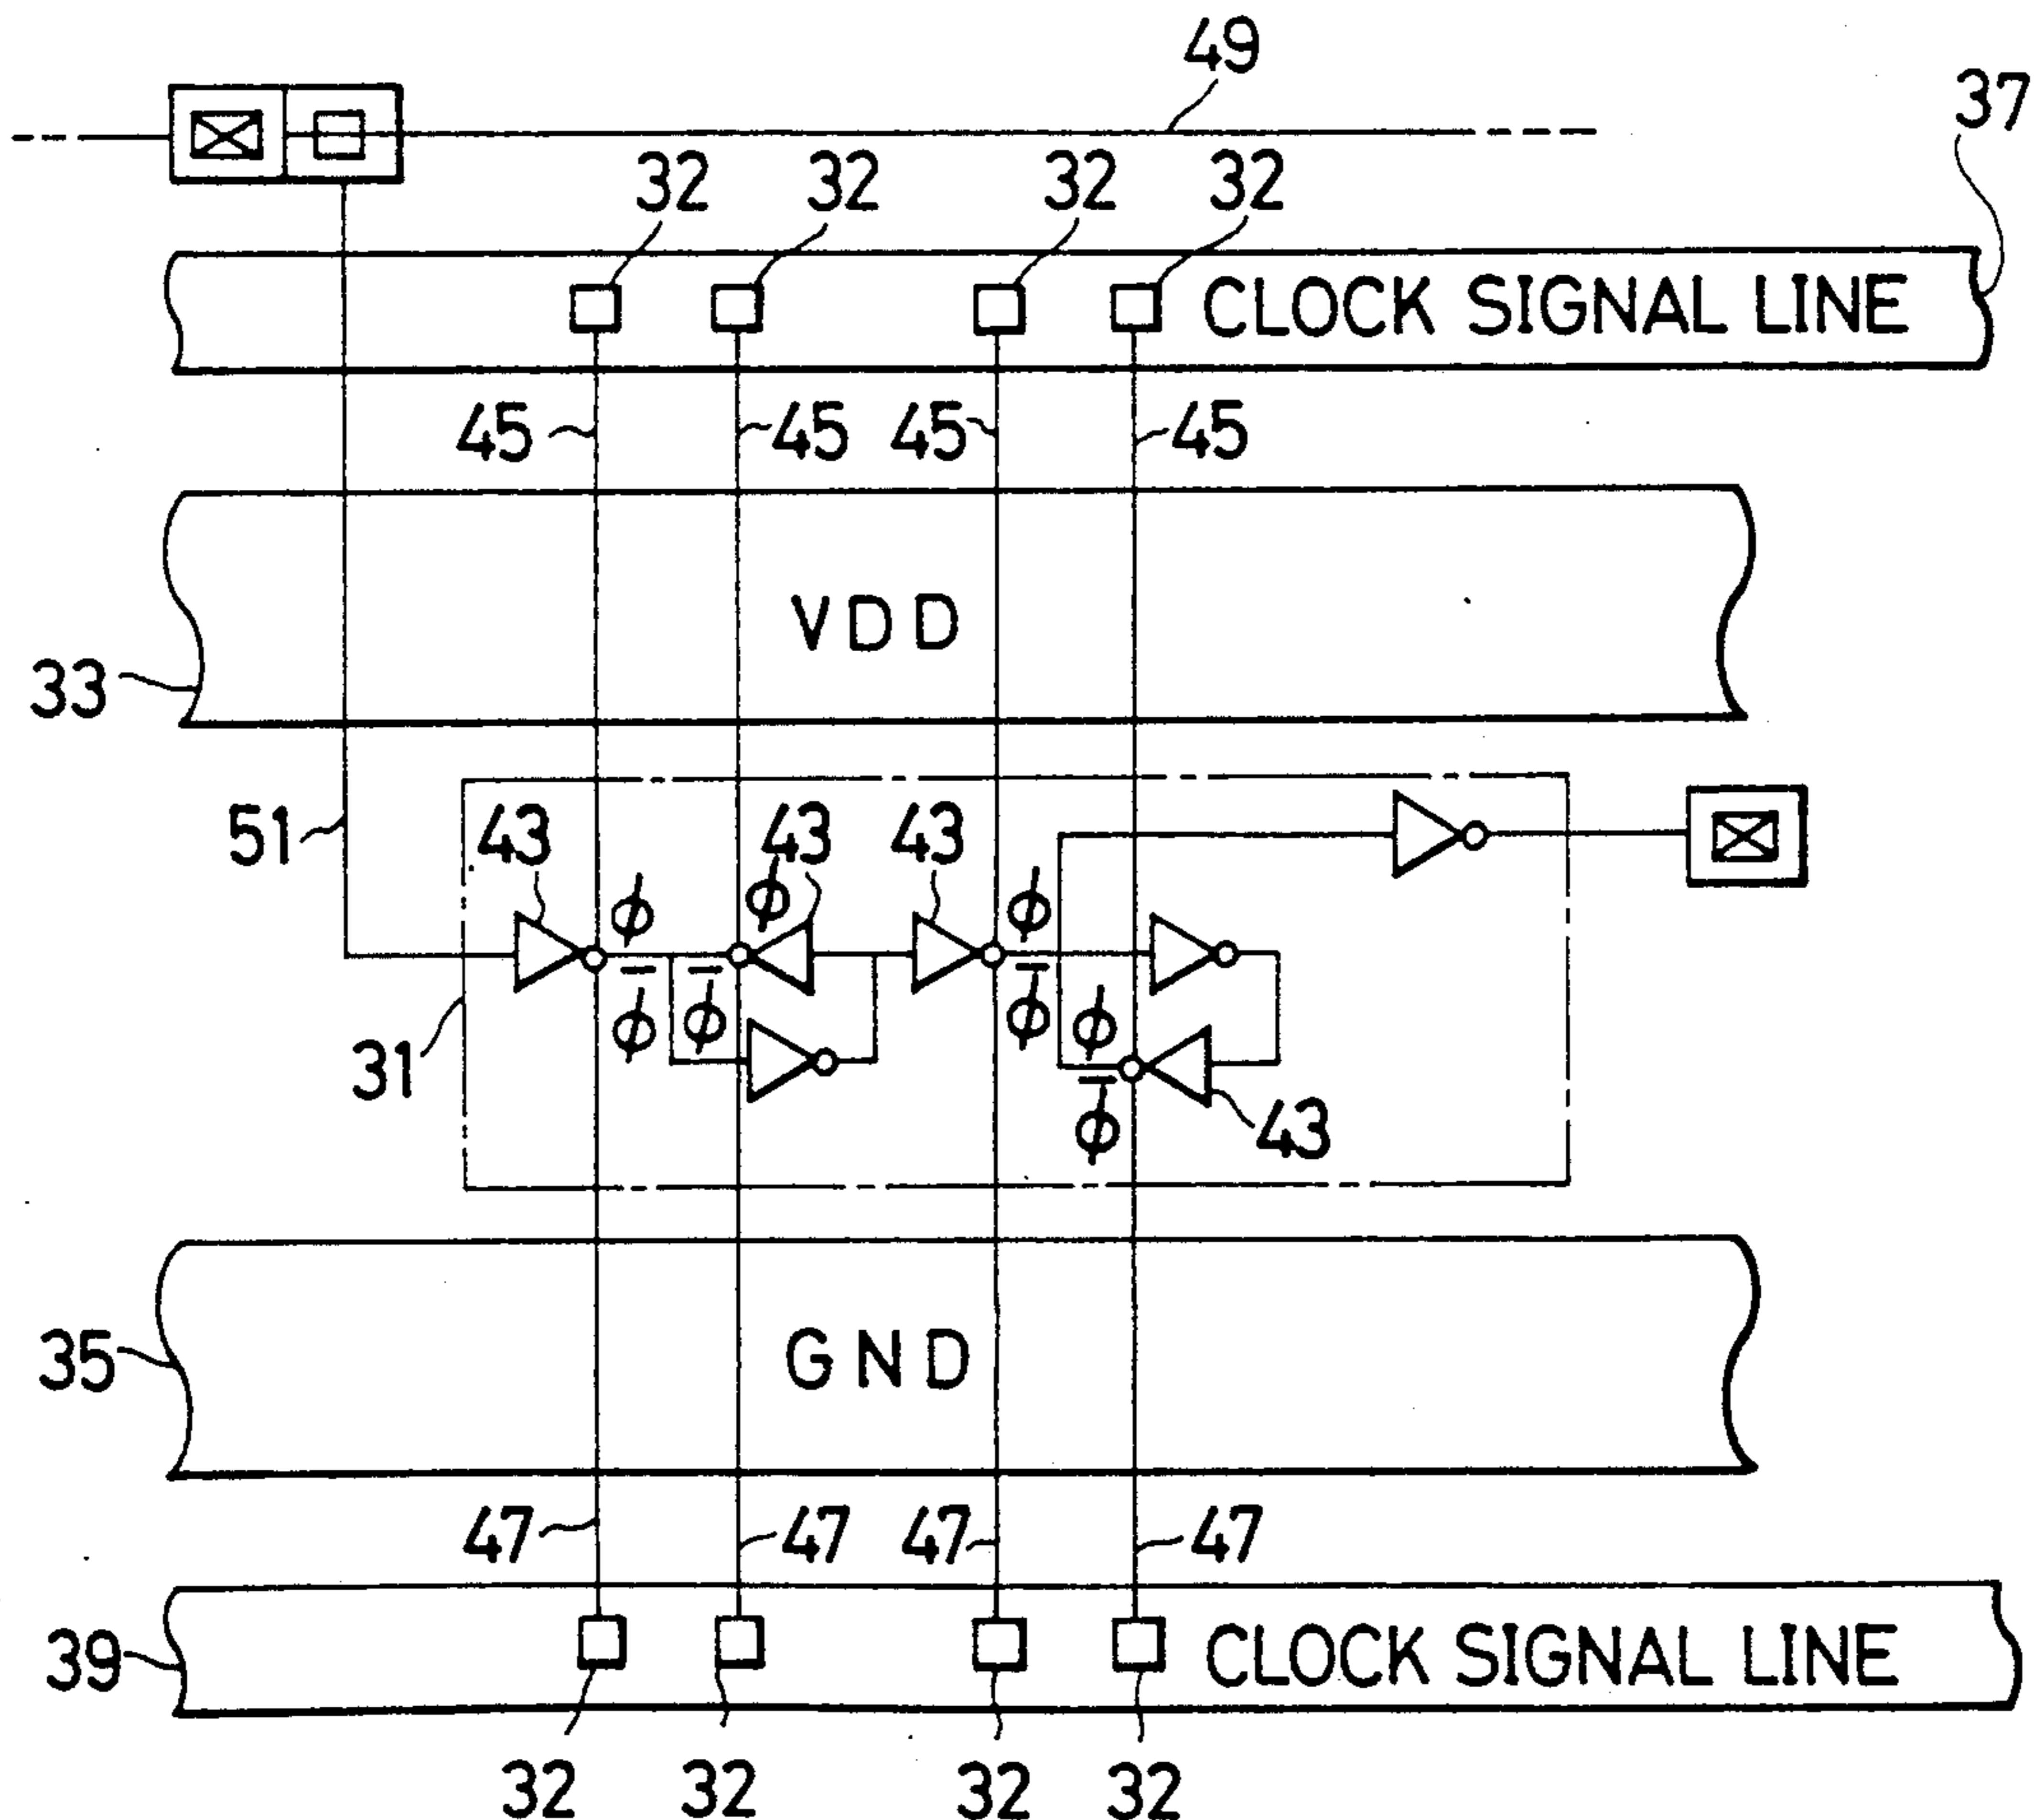 49
37
32 32 32 32
CLOCK SIGNAL LINE
45 45 45 45
VDD
33
51 43 43 43
ϕ ϕ ϕ
ϕ̅ ϕ̅ ϕ̅ ϕ
31
ϕ̅ 43
35 GND
47 47 47 47
39 CLOCK SIGNAL LINE
32 32 32 32